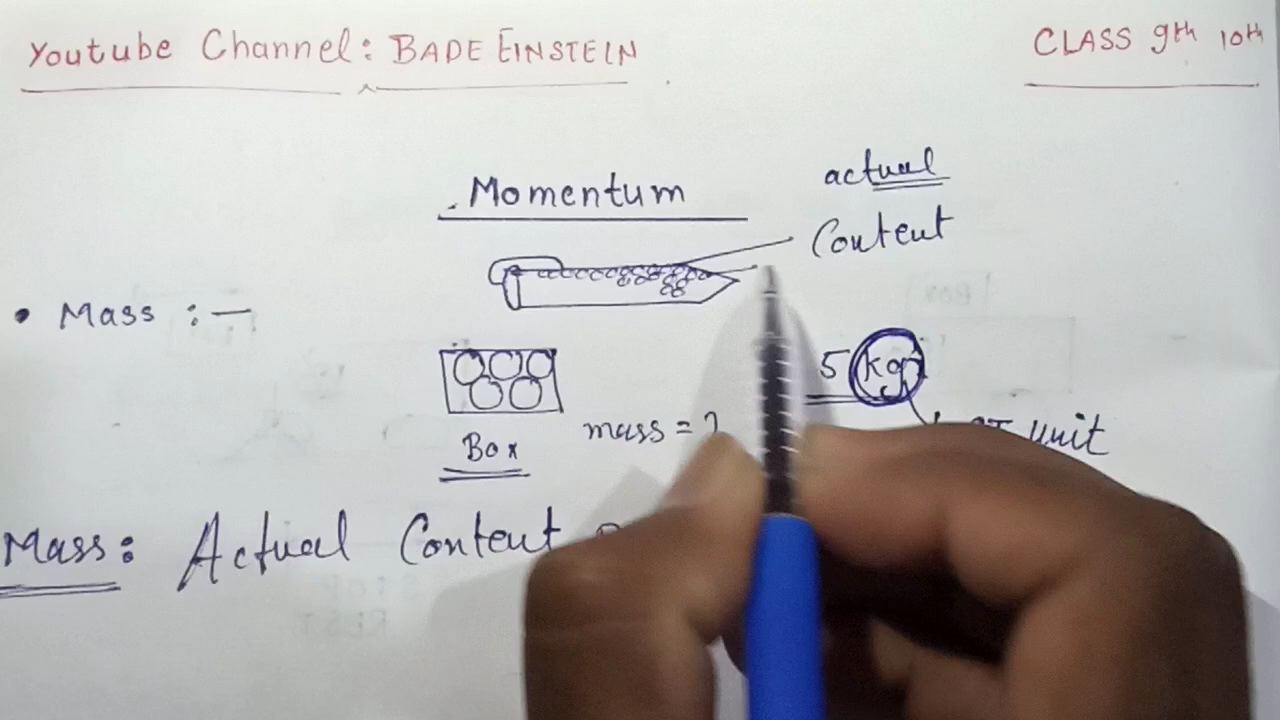 Youtube Channel: BADE EINSTEIN
CLASS 9th 10th
Momentum
actual
Content
• Mass :—
5 kg
mass = ?
unit
Box
Mass: Actual Content